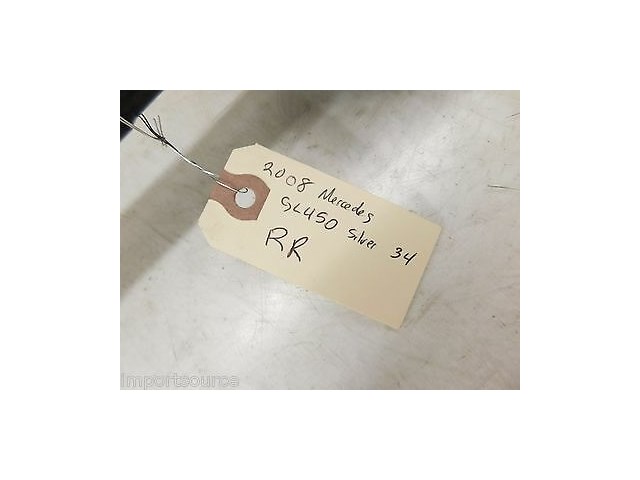 2008 Mercedes
GL450 Silver 34
RR
importsource